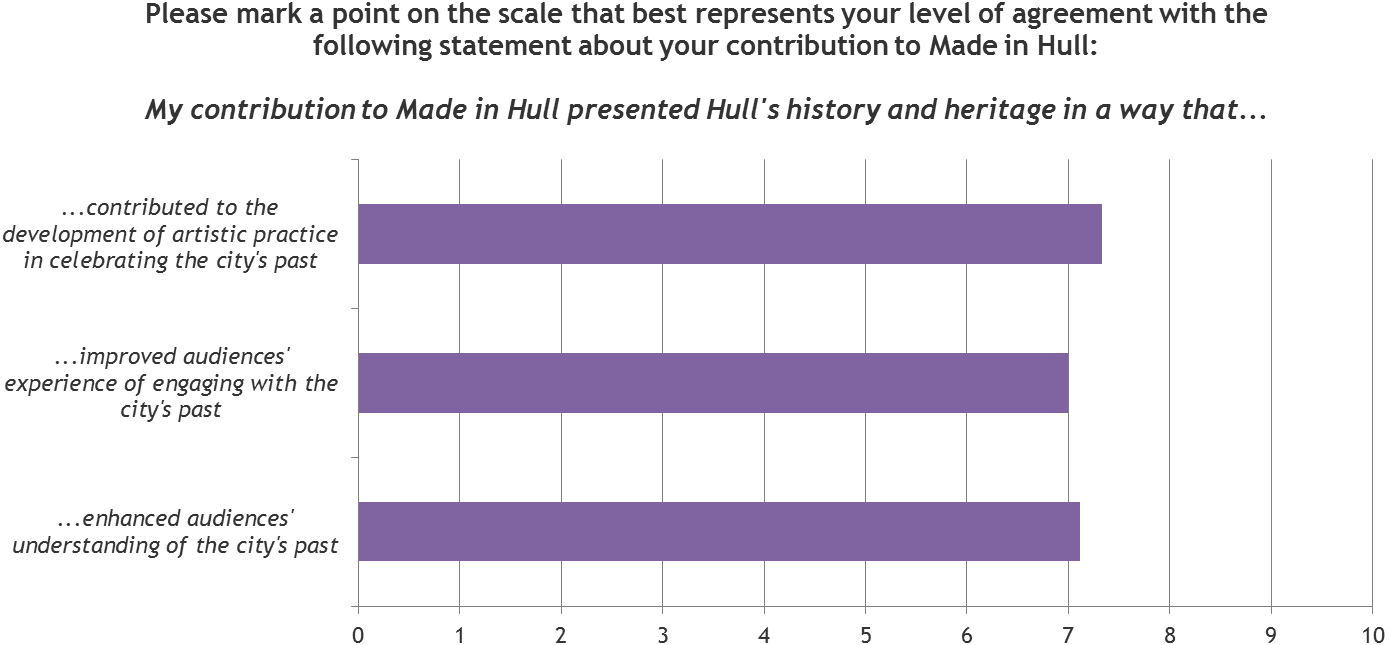 Please mark a point on the scale that best represents your level of agreement with the
following statement about your contribution to Made in Hull:
My contribution to Made in Hull presented Hull's history and heritage in a way that...
...contributed to the
development of artistic practice
in celebrating the city's past
...improved audiences'
experience of engaging with the
city's past
...enhanced audiences'
understanding of the city's past
0 1 2 3 4 5 6 7 8 9 10